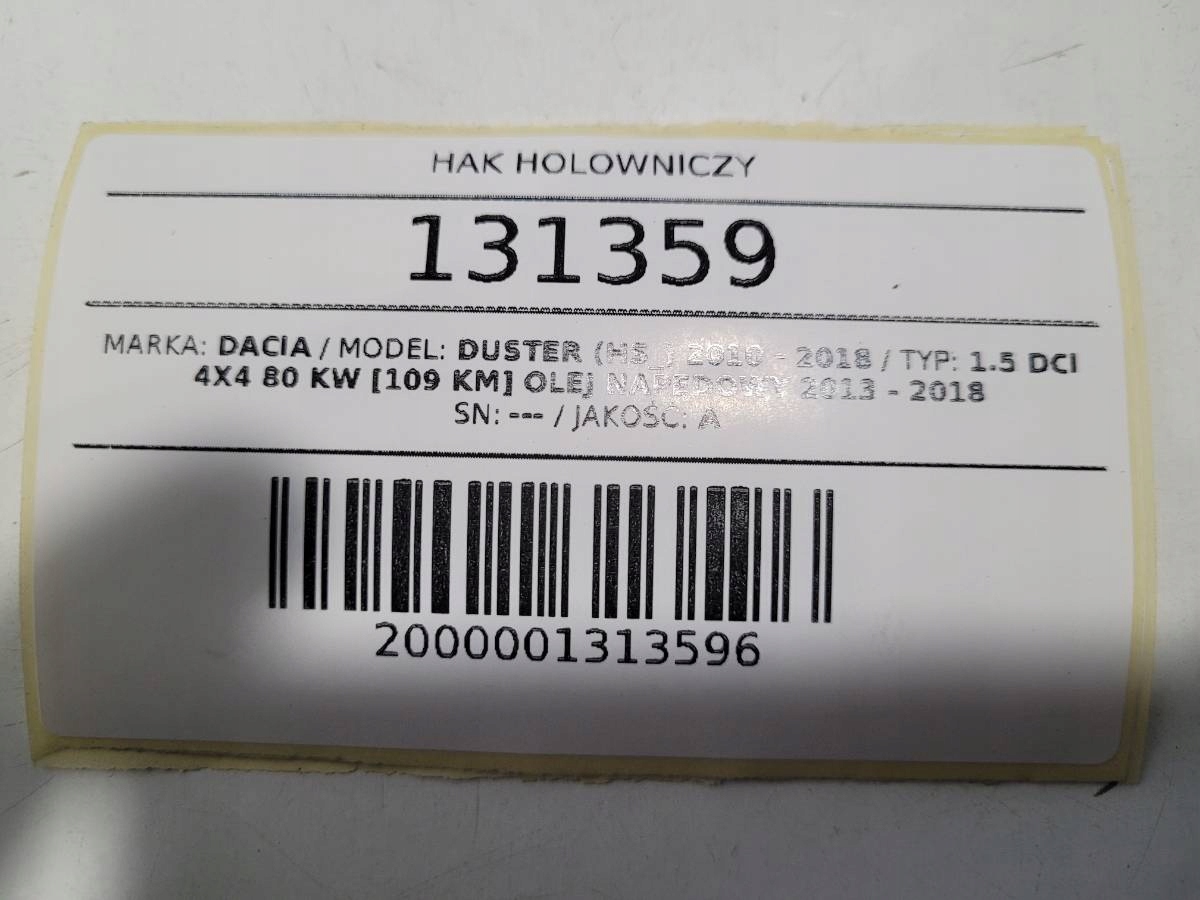 HAK HOLOWNICZY
131359
MARKA: DACIA / MODEL: DUSTER (HS_) 2010 - 2018 / TYP: 1.5 DCI
4X4 80 KW [109 KM] OLEJ NAPĘDOWY 2013 - 2018
SN: --- / JAKOŚĆ: A
2000001313596